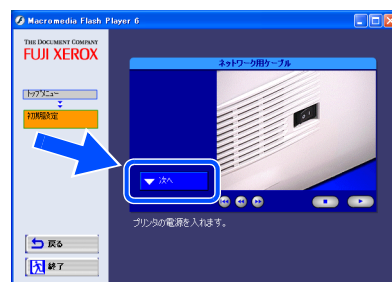 Macromedia Flash Player 6
THE DOCUMENT COMPANY
FUJI XEROX
ネットワーク用ケーブル
トップメニュー
初期設定
次へ
プリンタの電源を入れます。
戻る
終了